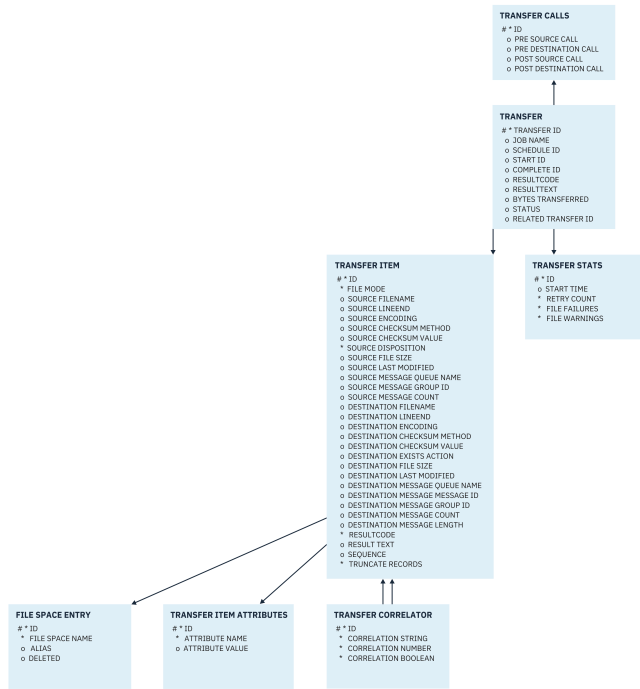 TRANSFER CALLS
# * ID
o PRE SOURCE CALL
o PRE DESTINATION CALL
o POST SOURCE CALL
o POST DESTINATION CALL
TRANSFER
# * TRANSFER ID
o JOB NAME
o SCHEDULE ID
o START ID
o COMPLETE ID
o RESULTCODE
o RESULTTEXT
o BYTES TRANSFERRED
o STATUS
o RELATED TRANSFER ID
TRANSFER ITEM
# * ID
* FILE MODE
o SOURCE FILENAME
o SOURCE LINEEND
o SOURCE ENCODING
o SOURCE CHECKSUM METHOD
o SOURCE CHECKSUM VALUE
* SOURCE DISPOSITION
o SOURCE FILE SIZE
o SOURCE LAST MODIFIED
o SOURCE MESSAGE QUEUE NAME
o SOURCE MESSAGE GROUP ID
o SOURCE MESSAGE COUNT
o DESTINATION FILENAME
o DESTINATION LINEEND
o DESTINATION ENCODING
o DESTINATION CHECKSUM METHOD
o DESTINATION CHECKSUM VALUE
o DESTINATION EXISTS ACTION
o DESTINATION FILE SIZE
o DESTINATION LAST MODIFIED
o DESTINATION MESSAGE QUEUE NAME
o DESTINATION MESSAGE MESSAGE ID
o DESTINATION MESSAGE GROUP ID
o DESTINATION MESSAGE COUNT
o DESTINATION MESSAGE LENGTH
* RESULTCODE
o RESULT TEXT
o SEQUENCE
* TRUNCATE RECORDS
TRANSFER STATS
# * ID
o START TIME
* RETRY COUNT
* FILE FAILURES
* FILE WARNINGS
FILE SPACE ENTRY
# * ID
* FILE SPACE NAME
o ALIAS
o DELETED
TRANSFER ITEM ATTRIBUTES
# * ID
* ATTRIBUTE NAME
o ATTRIBUTE VALUE
TRANSFER CORRELATOR
# * ID
* CORRELATION STRING
* CORRELATION NUMBER
* CORRELATION BOOLEAN